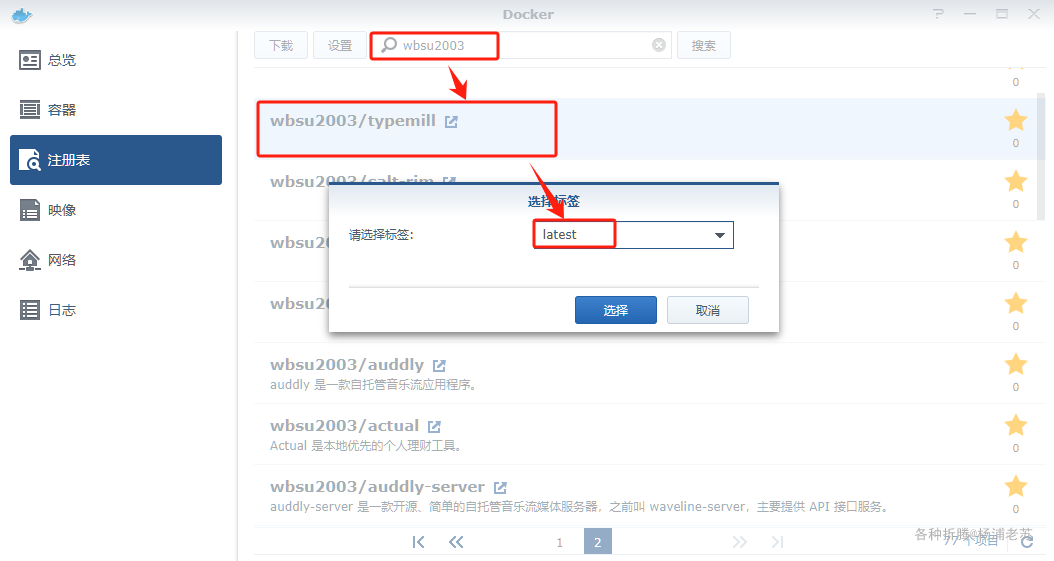 Docker
总览
容器
注册表
映像
网络
日志
下载
设置
wbsu2003
搜索
0
wbsu2003/typemill
0
wbsu2003/salt-rim
0
wbsu2
0
wbsu2
0
选择标签
请选择标签:
latest
选择
取消
wbsu2003/auddly
auddly 是一款自托管音乐流应用程序。
0
wbsu2003/actual
Actual 是本地优先的个人理财工具。
0
wbsu2003/auddly-server
auddly-server 是一款开源、简单的自托管音乐流媒体服务器，之前叫 waveline-server，主要提供 API 接口服务。
0
1
2
77 个项目
各种折腾@杨浦老苏